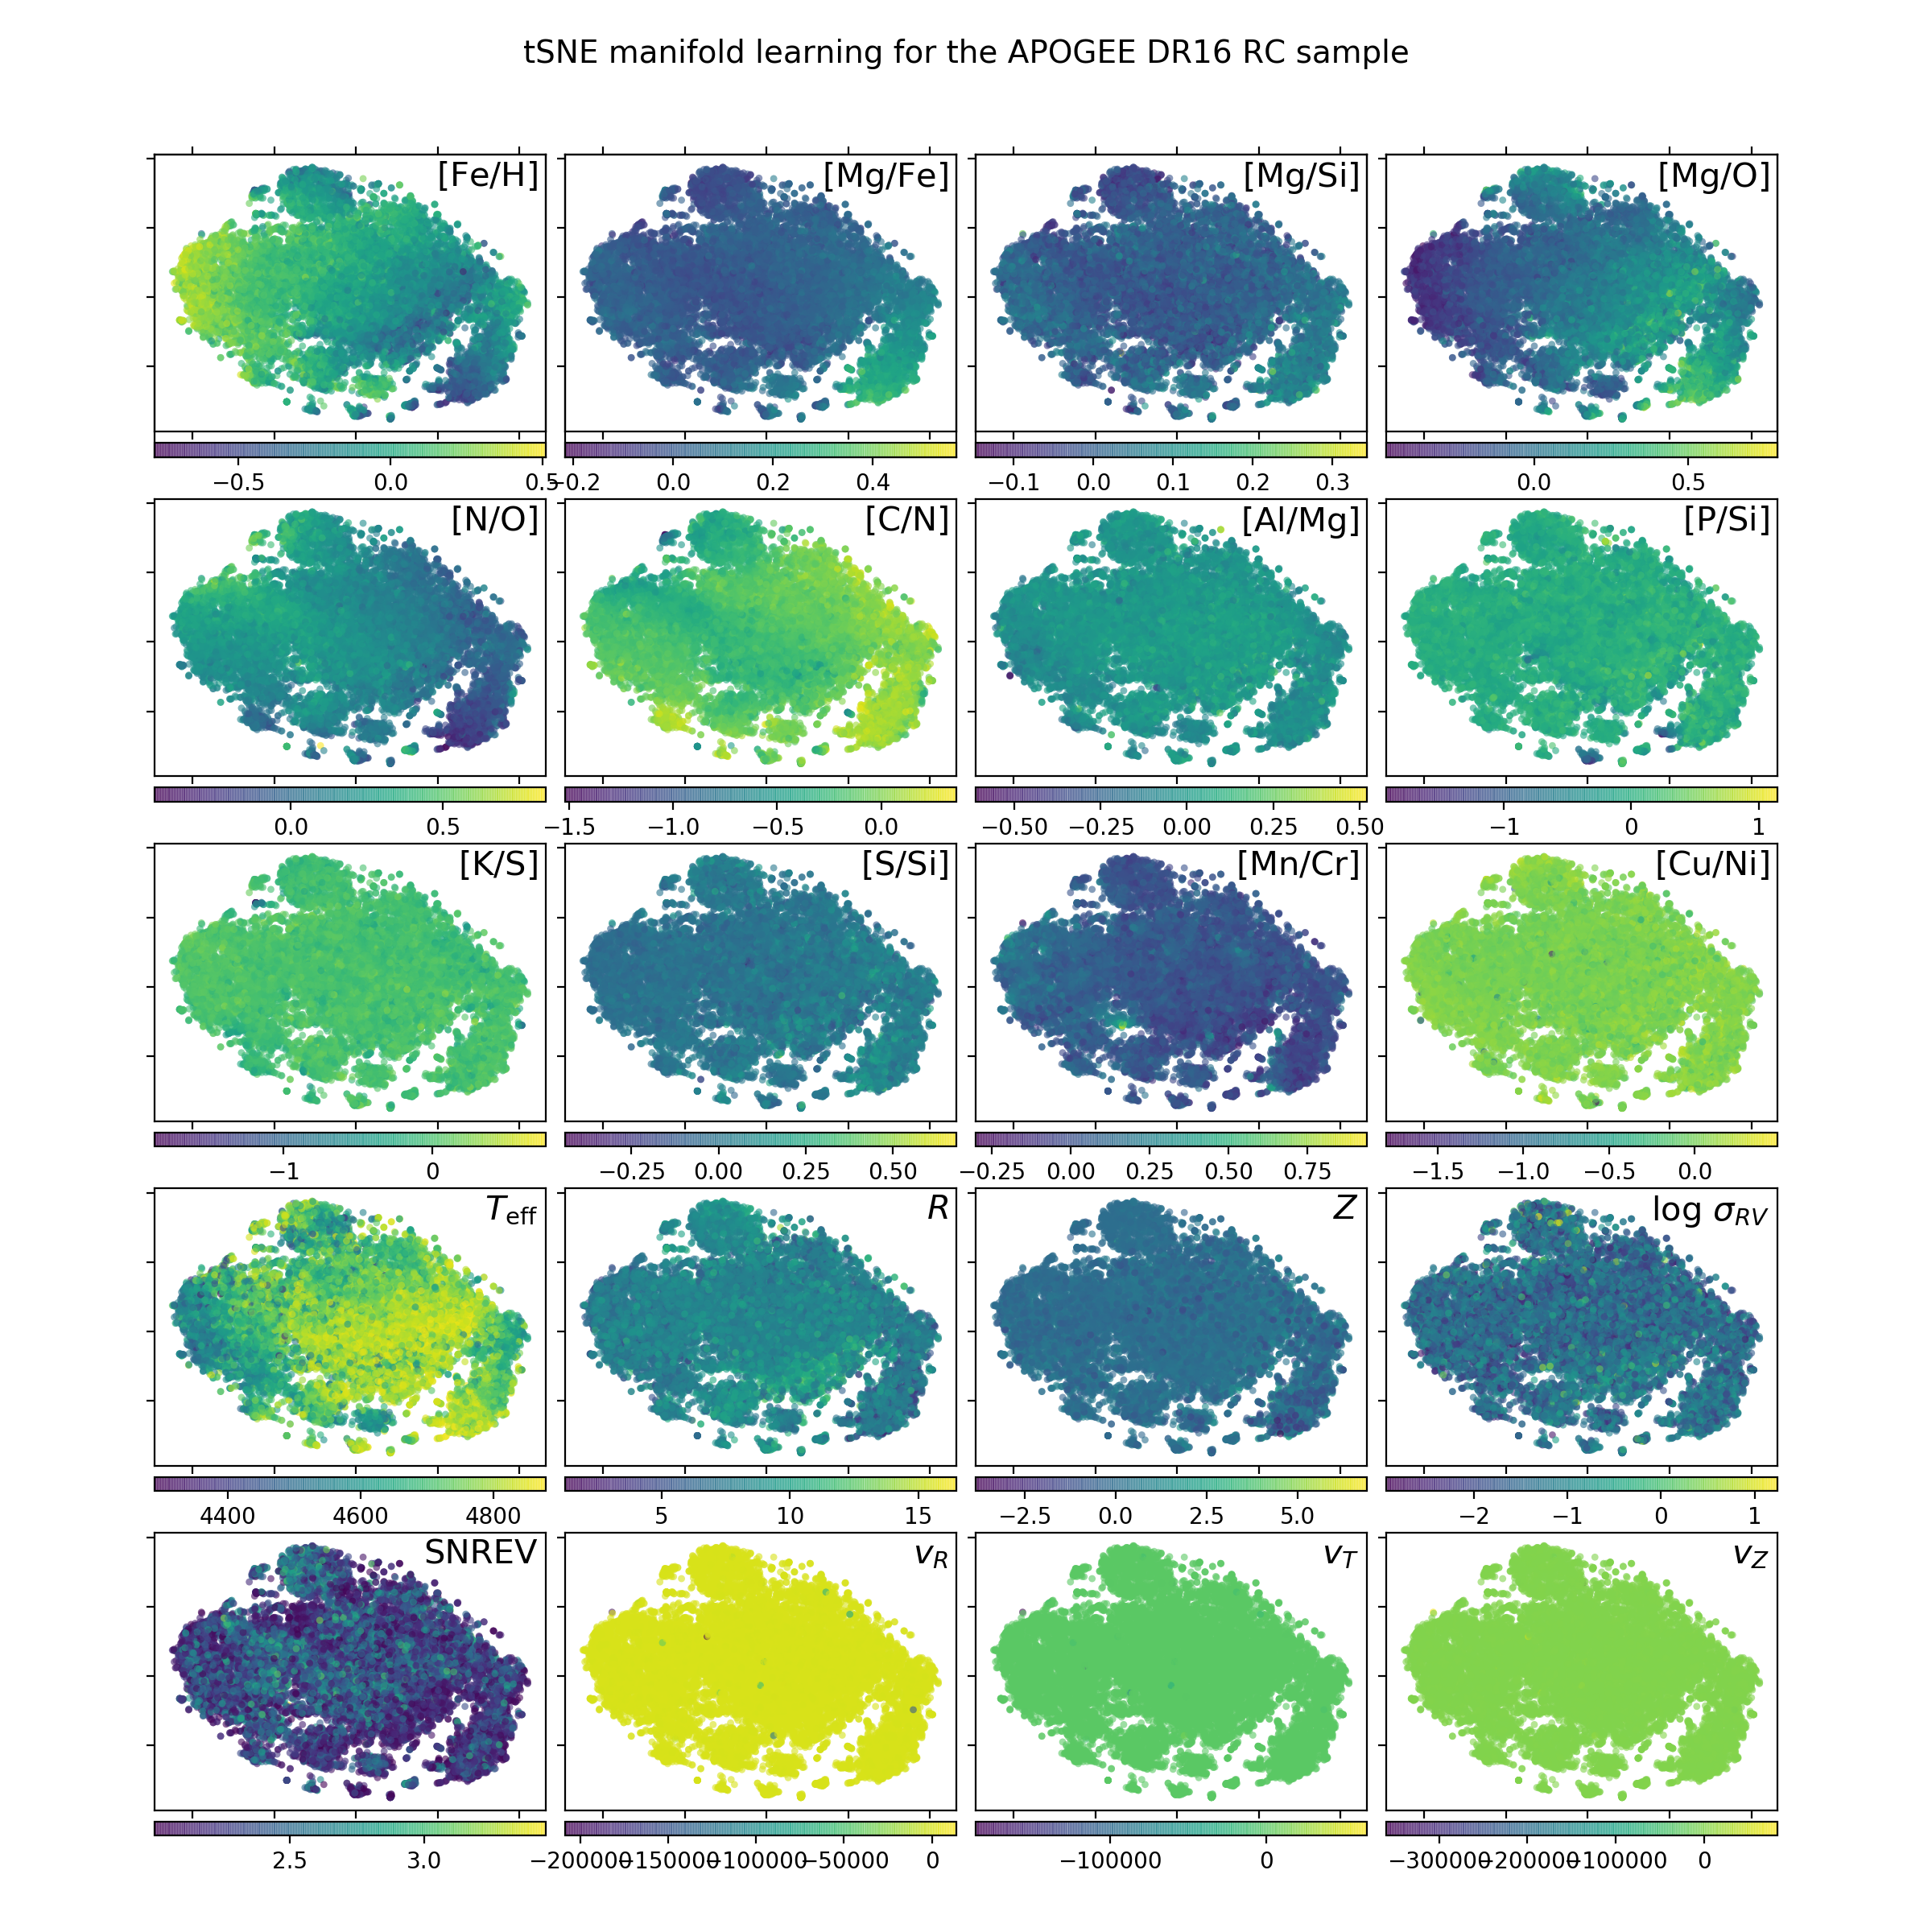 tSNE manifold learning for the APOGEE DR16 RC sample
[Fe/H] [Mg/Fe] [Mg/Si] [Mg/O]
−0.5 0.0 0.5 −0.2 0.0 0.2 0.4 −0.1 0.0 0.1 0.2 0.3 0.0 0.5
[N/O] [C/N] [Al/Mg] [P/Si]
0.0 0.5 −1.5 −1.0 −0.5 0.0 −0.50 −0.25 0.00 0.25 0.50 −1 0 1
[K/S] [S/Si] [Mn/Cr] [Cu/Ni]
−1 0 −0.25 0.00 0.25 0.50 −0.25 0.00 0.25 0.50 0.75 −1.5 −1.0 −0.5 0.0
T_eff R Z log σ_RV
4400 4600 4800 5 10 15 −2.5 0.0 2.5 5.0 −2 −1 0 1
SNREV v_R v_T v_Z
2.5 3.0 −200000 −150000 −100000 −50000 0 −100000 0 −300000 −200000 −100000 0